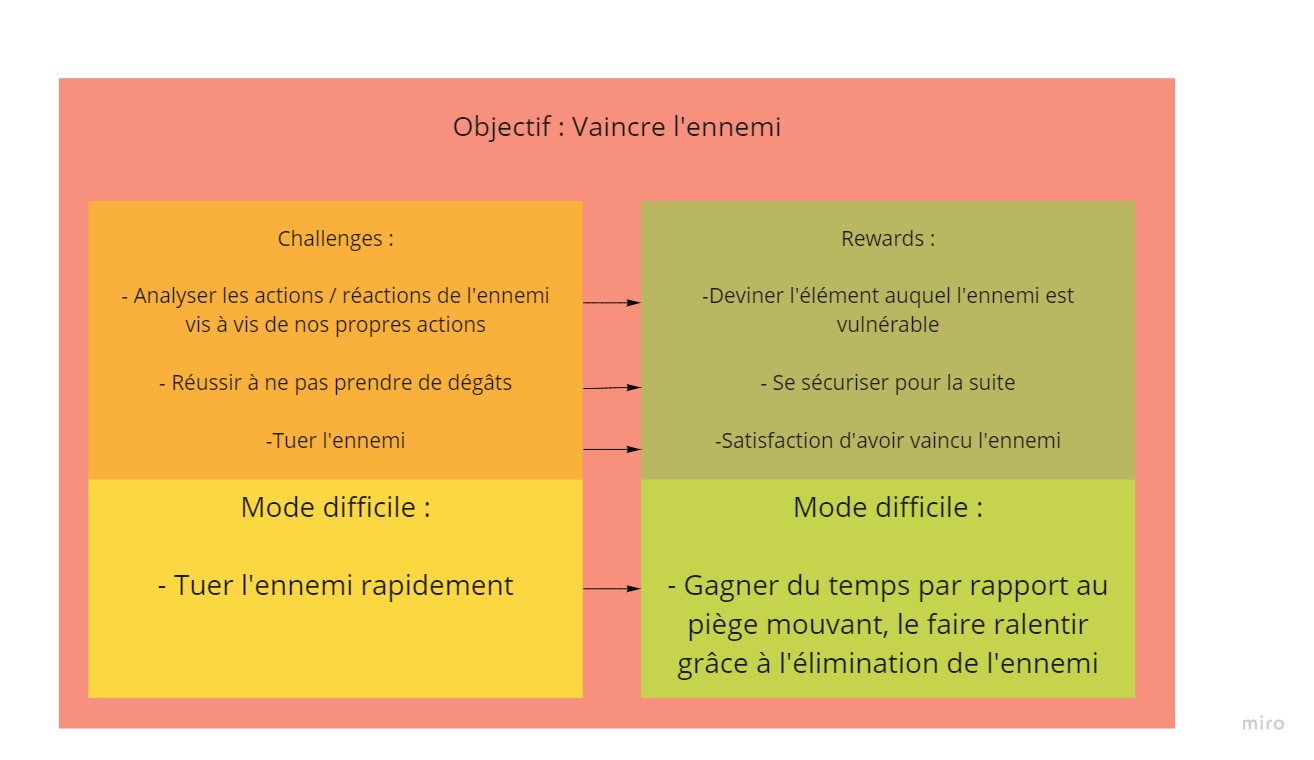 Objectif : Vaincre l'ennemi
Challenges :
- Analyser les actions / réactions de l'ennemi
vis à vis de nos propres actions
- Réussir à ne pas prendre de dégâts
-Tuer l'ennemi
Mode difficile :
- Tuer l'ennemi rapidement
Rewards :
-Deviner l'élément auquel l'ennemi est
vulnérable
- Se sécuriser pour la suite
-Satisfaction d'avoir vaincu l'ennemi
Mode difficile :
- Gagner du temps par rapport au
piège mouvant, le faire ralentir
grâce à l'élimination de l'ennemi
miro